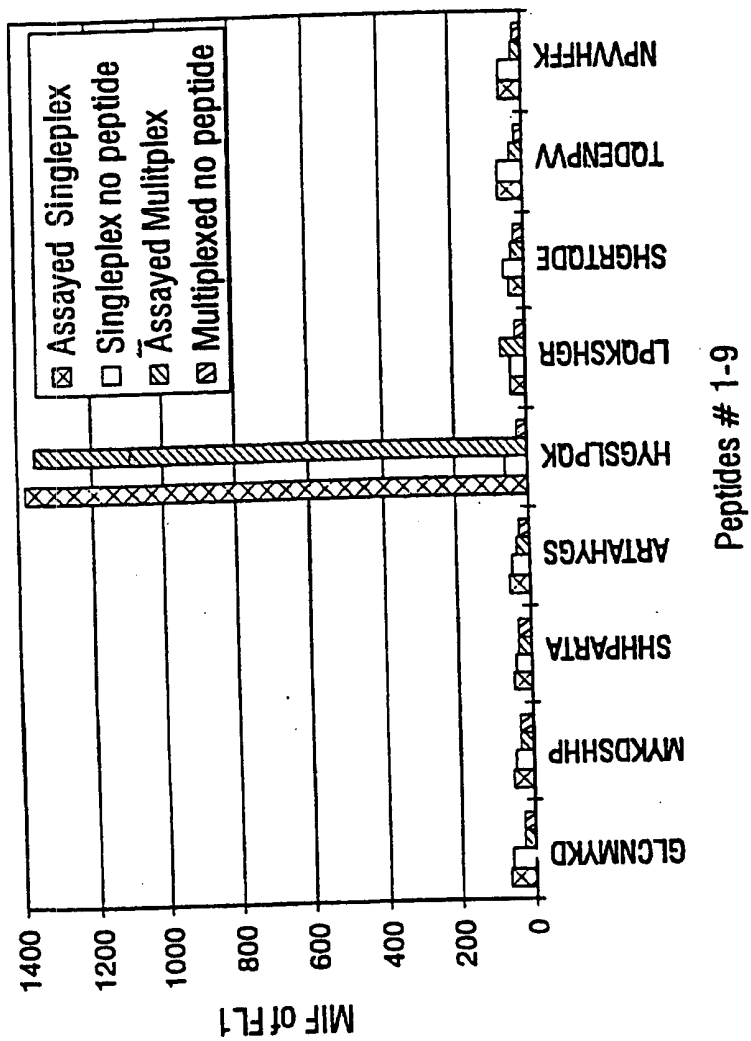 Assayed Singleplex
Singleplex no peptide
Assayed Mulitplex
Multiplexed no peptide
MIF of FL1
1400
1200
1000
800
600
400
200
0
GLCNMYKD
MYKDSHHP
SHHPARTA
ARTAHYGS
HYGSLPQK
LPQKSHGR
SHGRTQDE
TQDENPVV
NPVVHFFK
Peptides # 1-9